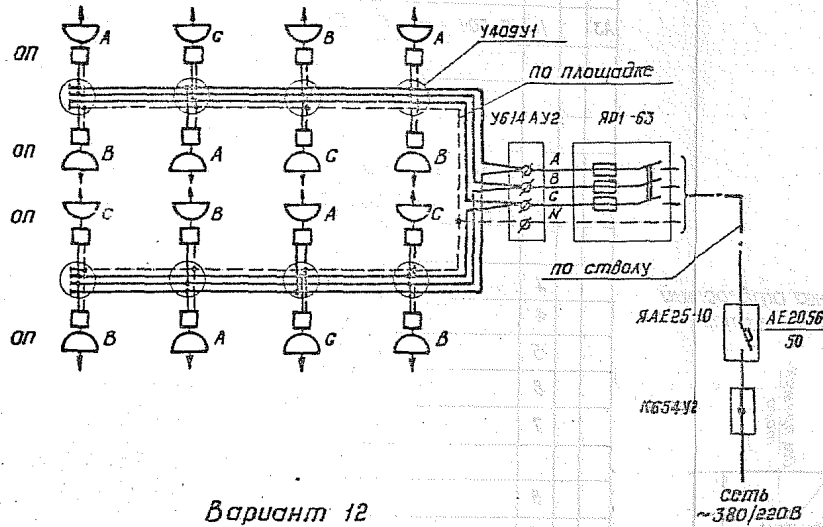 A G B A
У409У1
ОП
по площадке
У614АУ2 ЯР1-63
ОП
B A G B
A
B
G
N
ОП
C B A C
по стволу
ЯАЕ25-10 АЕ2056
50
ОП
B A G B
К654У2
сеть
~380/220В
Вариант 12